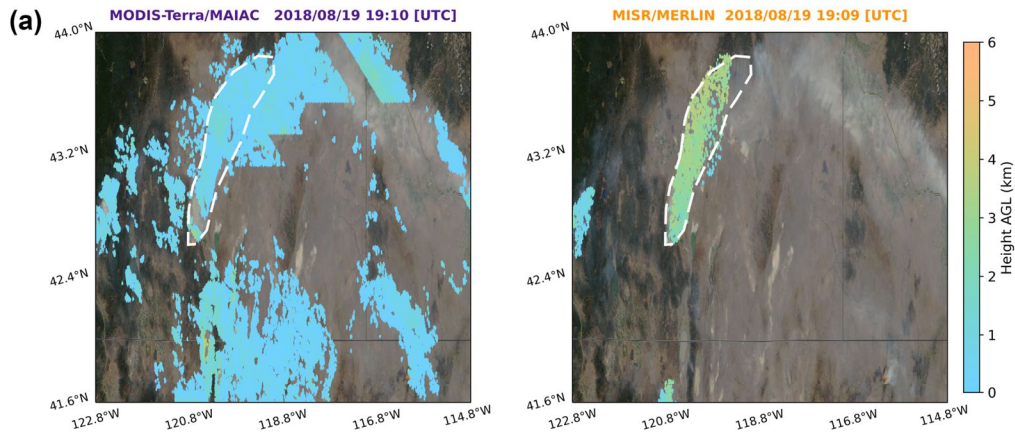 (a)
MODIS-Terra/MAIAC 2018/08/19 19:10 [UTC]
44.0°N
43.2°N
42.4°N
41.6°N
122.8°W
120.8°W
118.8°W
116.8°W
114.8°W
MISR/MERLIN 2018/08/19 19:09 [UTC]
44.0°N
43.2°N
42.4°N
41.6°N
122.8°W
120.8°W
118.8°W
116.8°W
114.8°W
6
5
4
3
2
1
0
Height AGL (km)